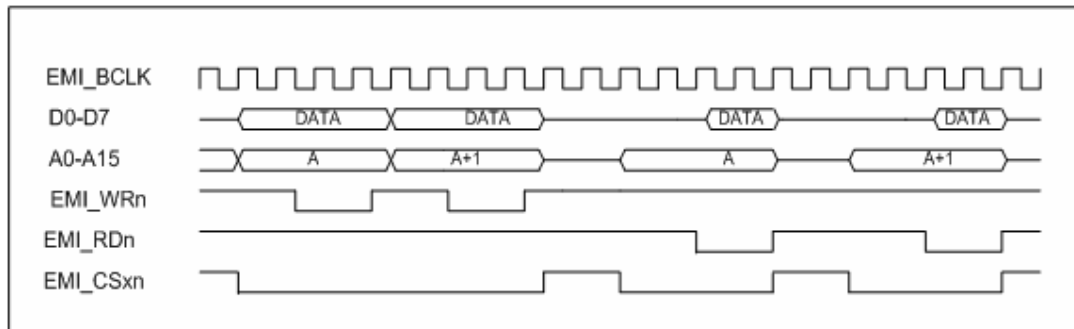 EMI_BCLK
D0-D7 DATA DATA DATA DATA
A0-A15 A A+1 A A+1
EMI_WRn
EMI_RDn
EMI_CSxn